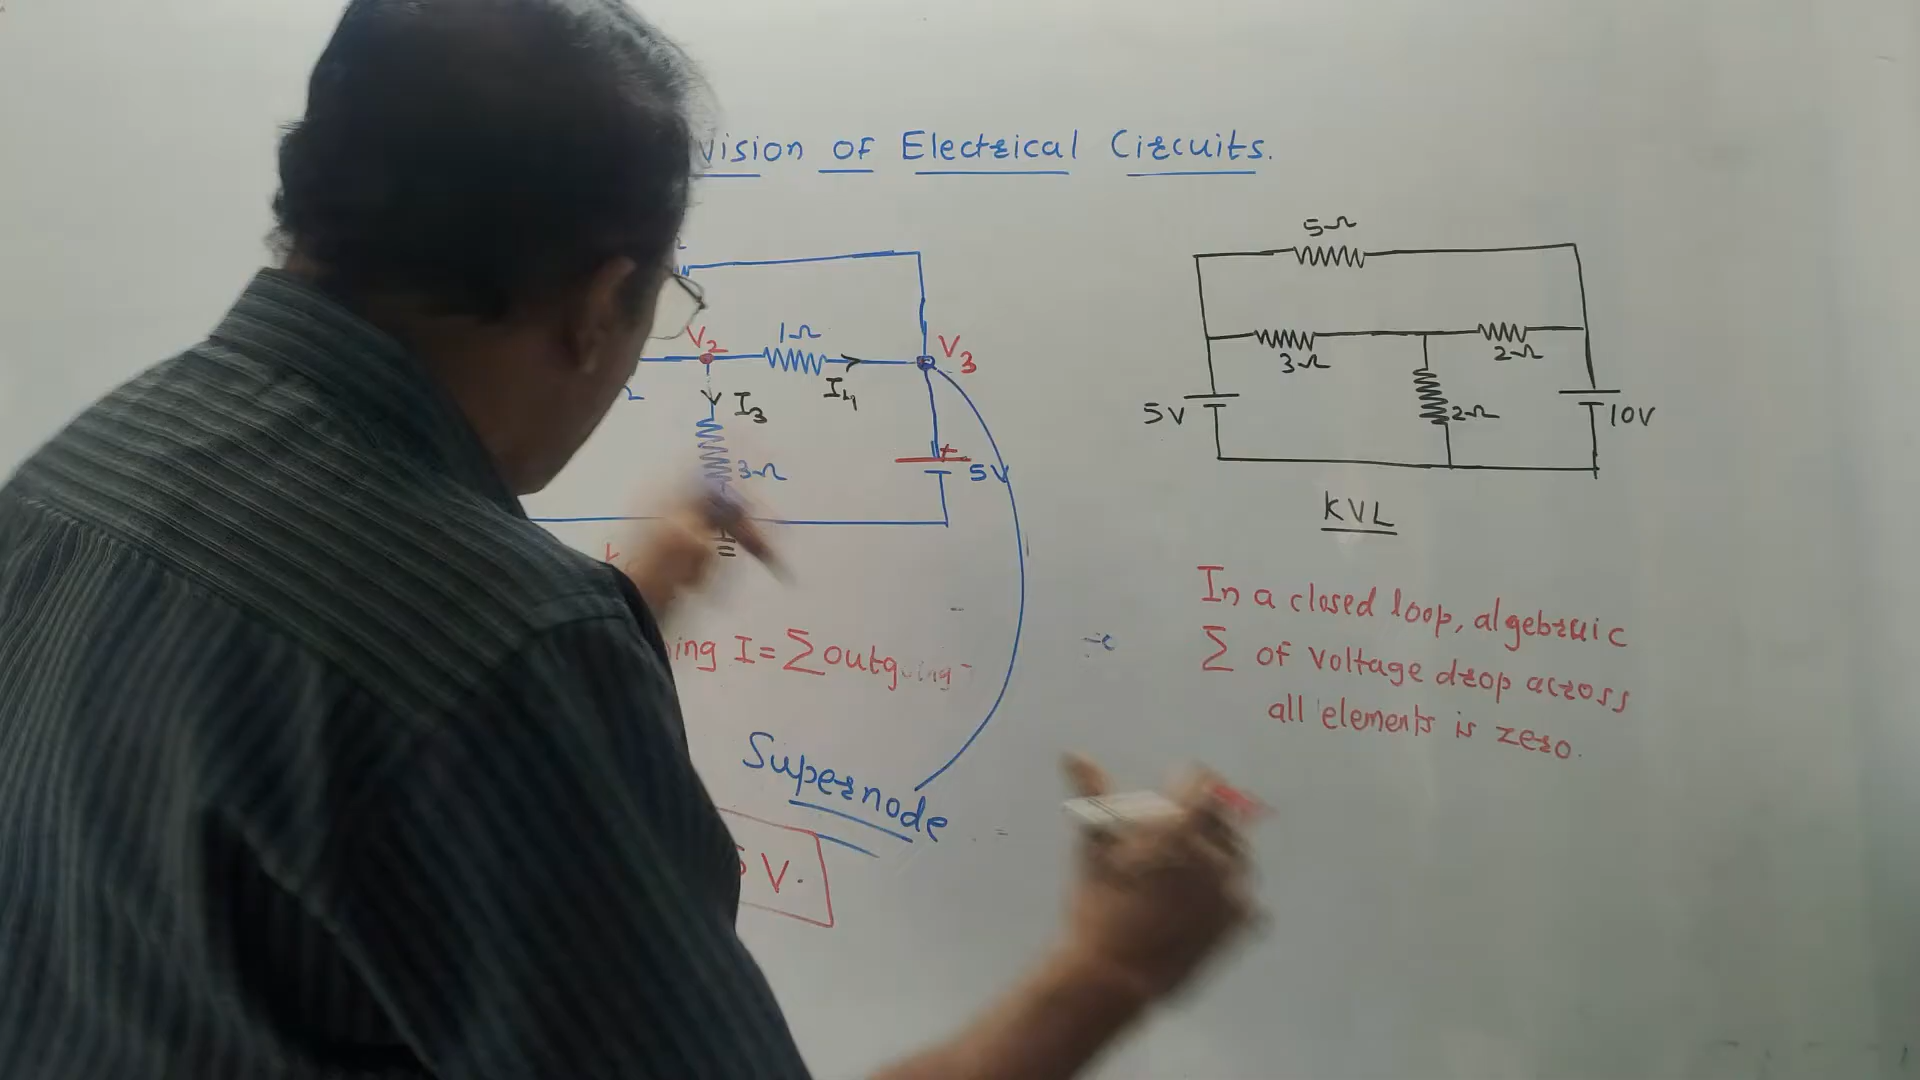 vision of Electrical Circuits.
V2
1Ω
V3
I3
I4
3Ω
+
5V
ing I = Σoutgoing
Supernode
V.
5Ω
3Ω
2Ω
5V
2Ω
10V
KVL
In a closed loop, algebraic
Σ of voltage drop across
all elements is zero.